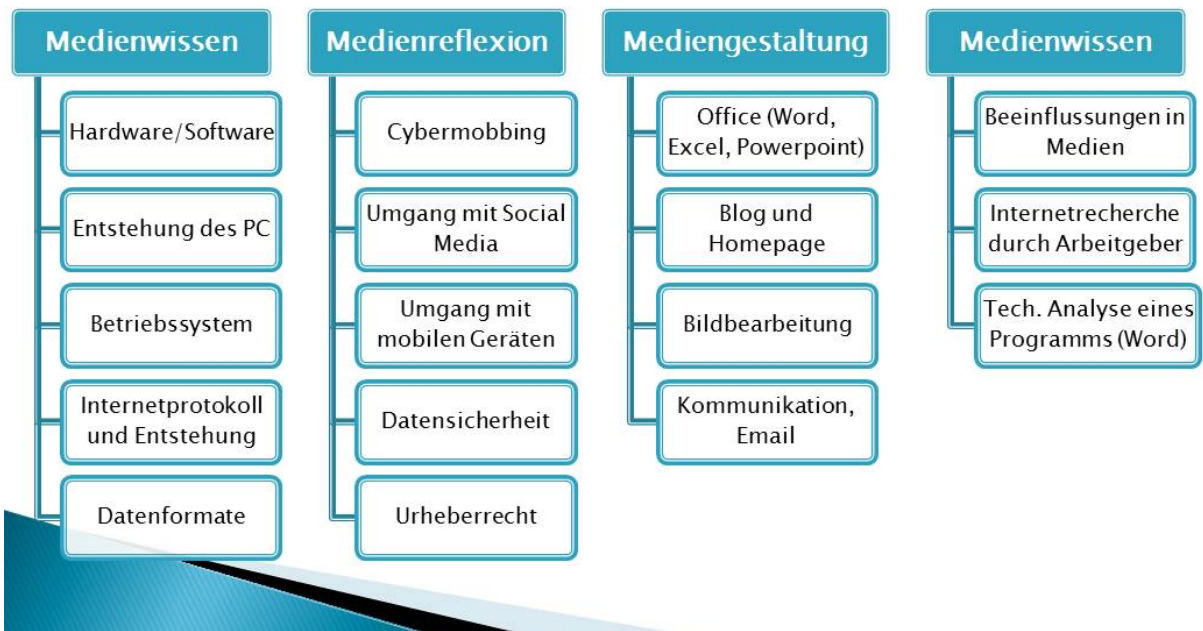 Medienwissen
Hardware/Software
Entstehung des PC
Betriebssystem
Internetprotokoll
und Entstehung
Datenformate
Medienreflexion
Cybermobbing
Umgang mit Social
Media
Umgang mit
mobilen Geräten
Datensicherheit
Urheberrecht
Mediengestaltung
Office (Word,
Excel, Powerpoint)
Blog und
Homepage
Bildbearbeitung
Kommunikation,
Email
Medienwissen
Beeinflussungen in
Medien
Internetrecherche
durch Arbeitgeber
Tech. Analyse eines
Programms (Word)